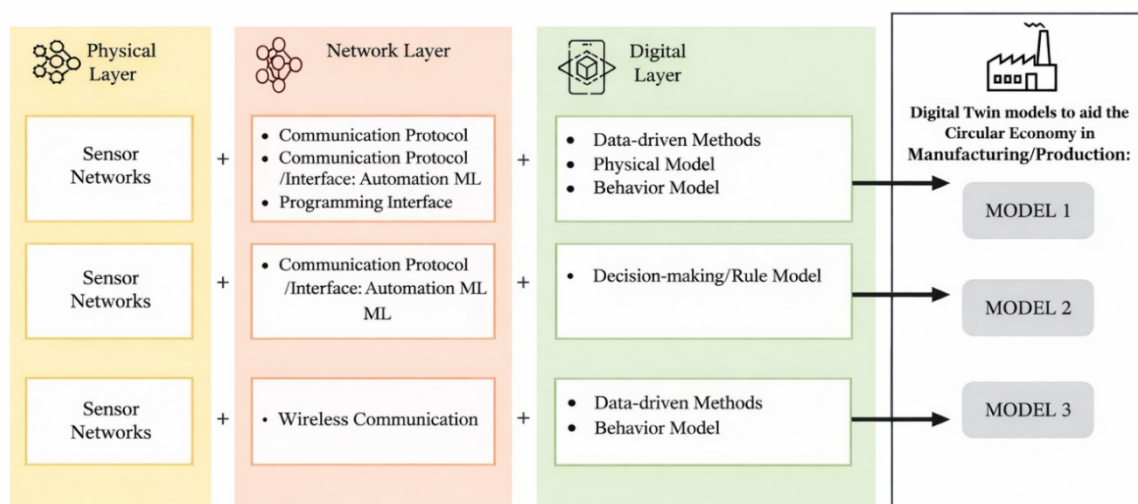 Physical
Layer
Network Layer
Digital
Layer
Digital Twin models to aid the
Circular Economy in
Manufacturing/Production:
Sensor
Networks
+
• Communication Protocol
• Communication Protocol
/Interface: Automation ML
• Programming Interface
+
• Data-driven Methods
• Physical Model
• Behavior Model
MODEL 1
Sensor
Networks
+
• Communication Protocol
/Interface: Automation ML
ML
+
• Decision-making/Rule Model
MODEL 2
Sensor
Networks
+
• Wireless Communication
+
• Data-driven Methods
• Behavior Model
MODEL 3